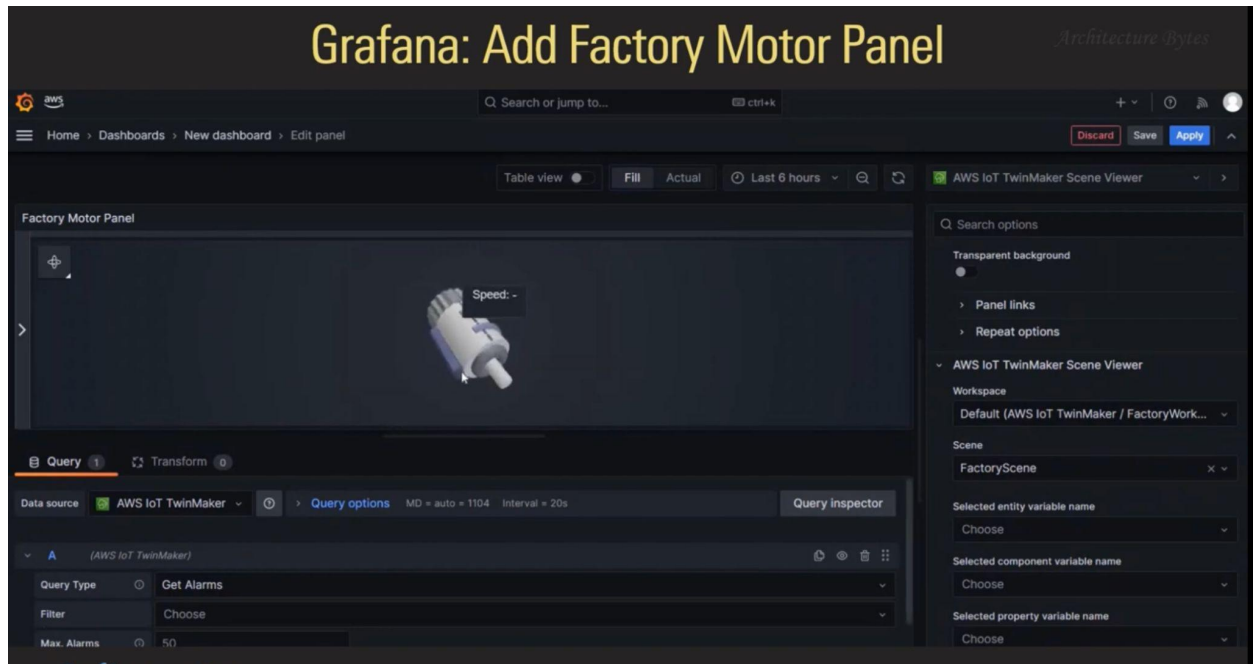 Grafana: Add Factory Motor Panel
Architecture Bytes
aws
Search or jump to...
ctrl+k
Home > Dashboards > New dashboard > Edit panel
Discard
Save
Apply
Table view
Fill
Actual
Last 6 hours
AWS IoT TwinMaker Scene Viewer
Factory Motor Panel
Speed: -
Search options
Transparent background
Panel links
Repeat options
AWS IoT TwinMaker Scene Viewer
Workspace
Default (AWS IoT TwinMaker / FactoryWork...
Scene
FactoryScene
Selected entity variable name
Choose
Selected component variable name
Choose
Selected property variable name
Choose
Query 1
Transform 0
Data source
AWS IoT TwinMaker
Query options
MD = auto = 1104
Interval = 20s
Query inspector
A
(AWS IoT TwinMaker)
Query Type
Get Alarms
Filter
Choose
Max. Alarms
50